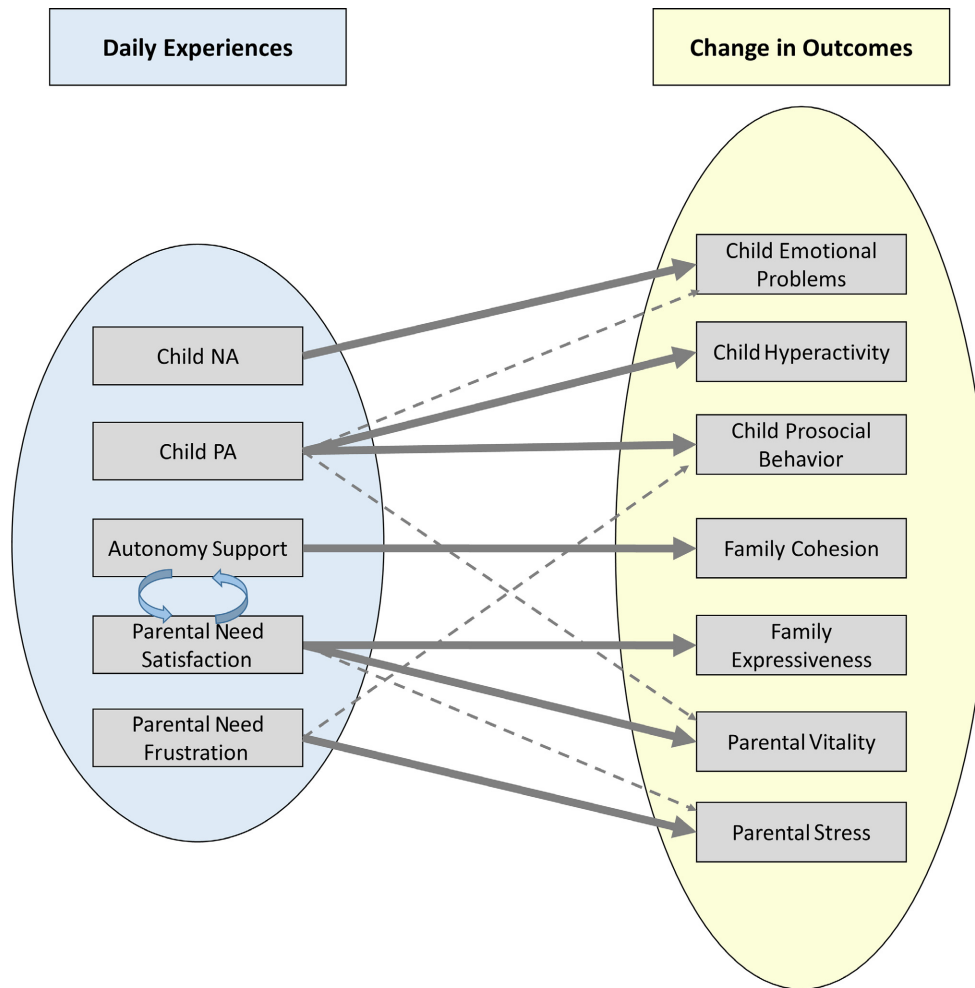 Daily Experiences
Change in Outcomes
Child NA
Child PA
Autonomy Support
Parental Need
Satisfaction
Parental Need
Frustration
Child Emotional
Problems
Child Hyperactivity
Child Prosocial
Behavior
Family Cohesion
Family
Expressiveness
Parental Vitality
Parental Stress